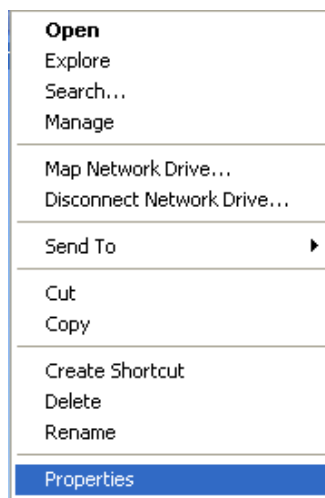 Open
Explore
Search...
Manage
Map Network Drive...
Disconnect Network Drive...
Send To
Cut
Copy
Create Shortcut
Delete
Rename
Properties